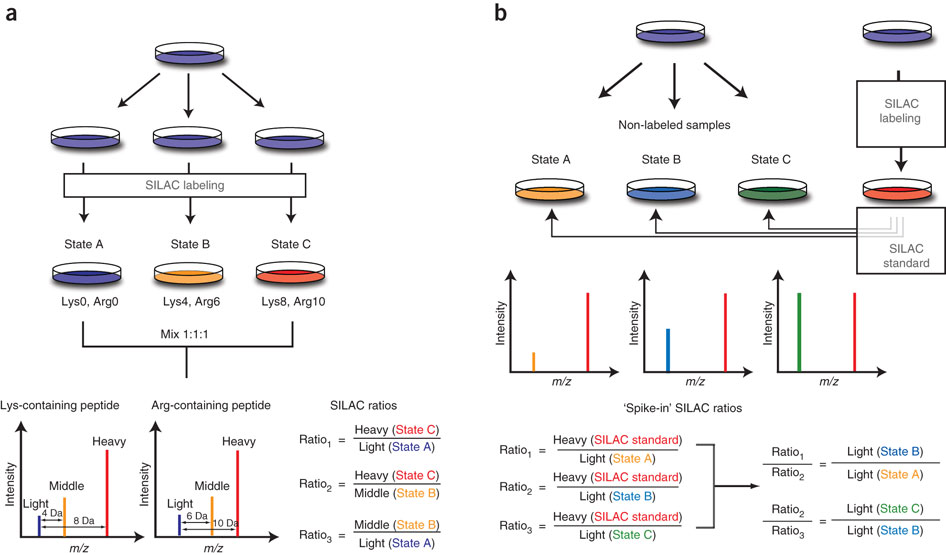 a
SILAC labeling
State A
State B
State C
Lys0, Arg0
Lys4, Arg6
Lys8, Arg10
Mix 1:1:1
Lys-containing peptide
Intensity
Light
Middle
Heavy
4 Da
8 Da
m/z
Arg-containing peptide
Intensity
Light
Middle
Heavy
6 Da
10 Da
m/z
SILAC ratios
Ratio1 = Heavy (State C)
Light (State A)
Ratio2 = Heavy (State C)
Middle (State B)
Ratio3 = Middle (State B)
Light (State A)
b
Non-labeled samples
SILAC
labeling
State A
State B
State C
SILAC
standard
Intensity
m/z
Intensity
m/z
Intensity
m/z
‘Spike-in’ SILAC ratios
Ratio1 = Heavy (SILAC standard)
Light (State A)
Ratio2 = Heavy (SILAC standard)
Light (State B)
Ratio3 = Heavy (SILAC standard)
Light (State C)
Ratio1
Ratio2
=
Light (State B)
Light (State A)
Ratio2
Ratio3
=
Light (State C)
Light (State B)